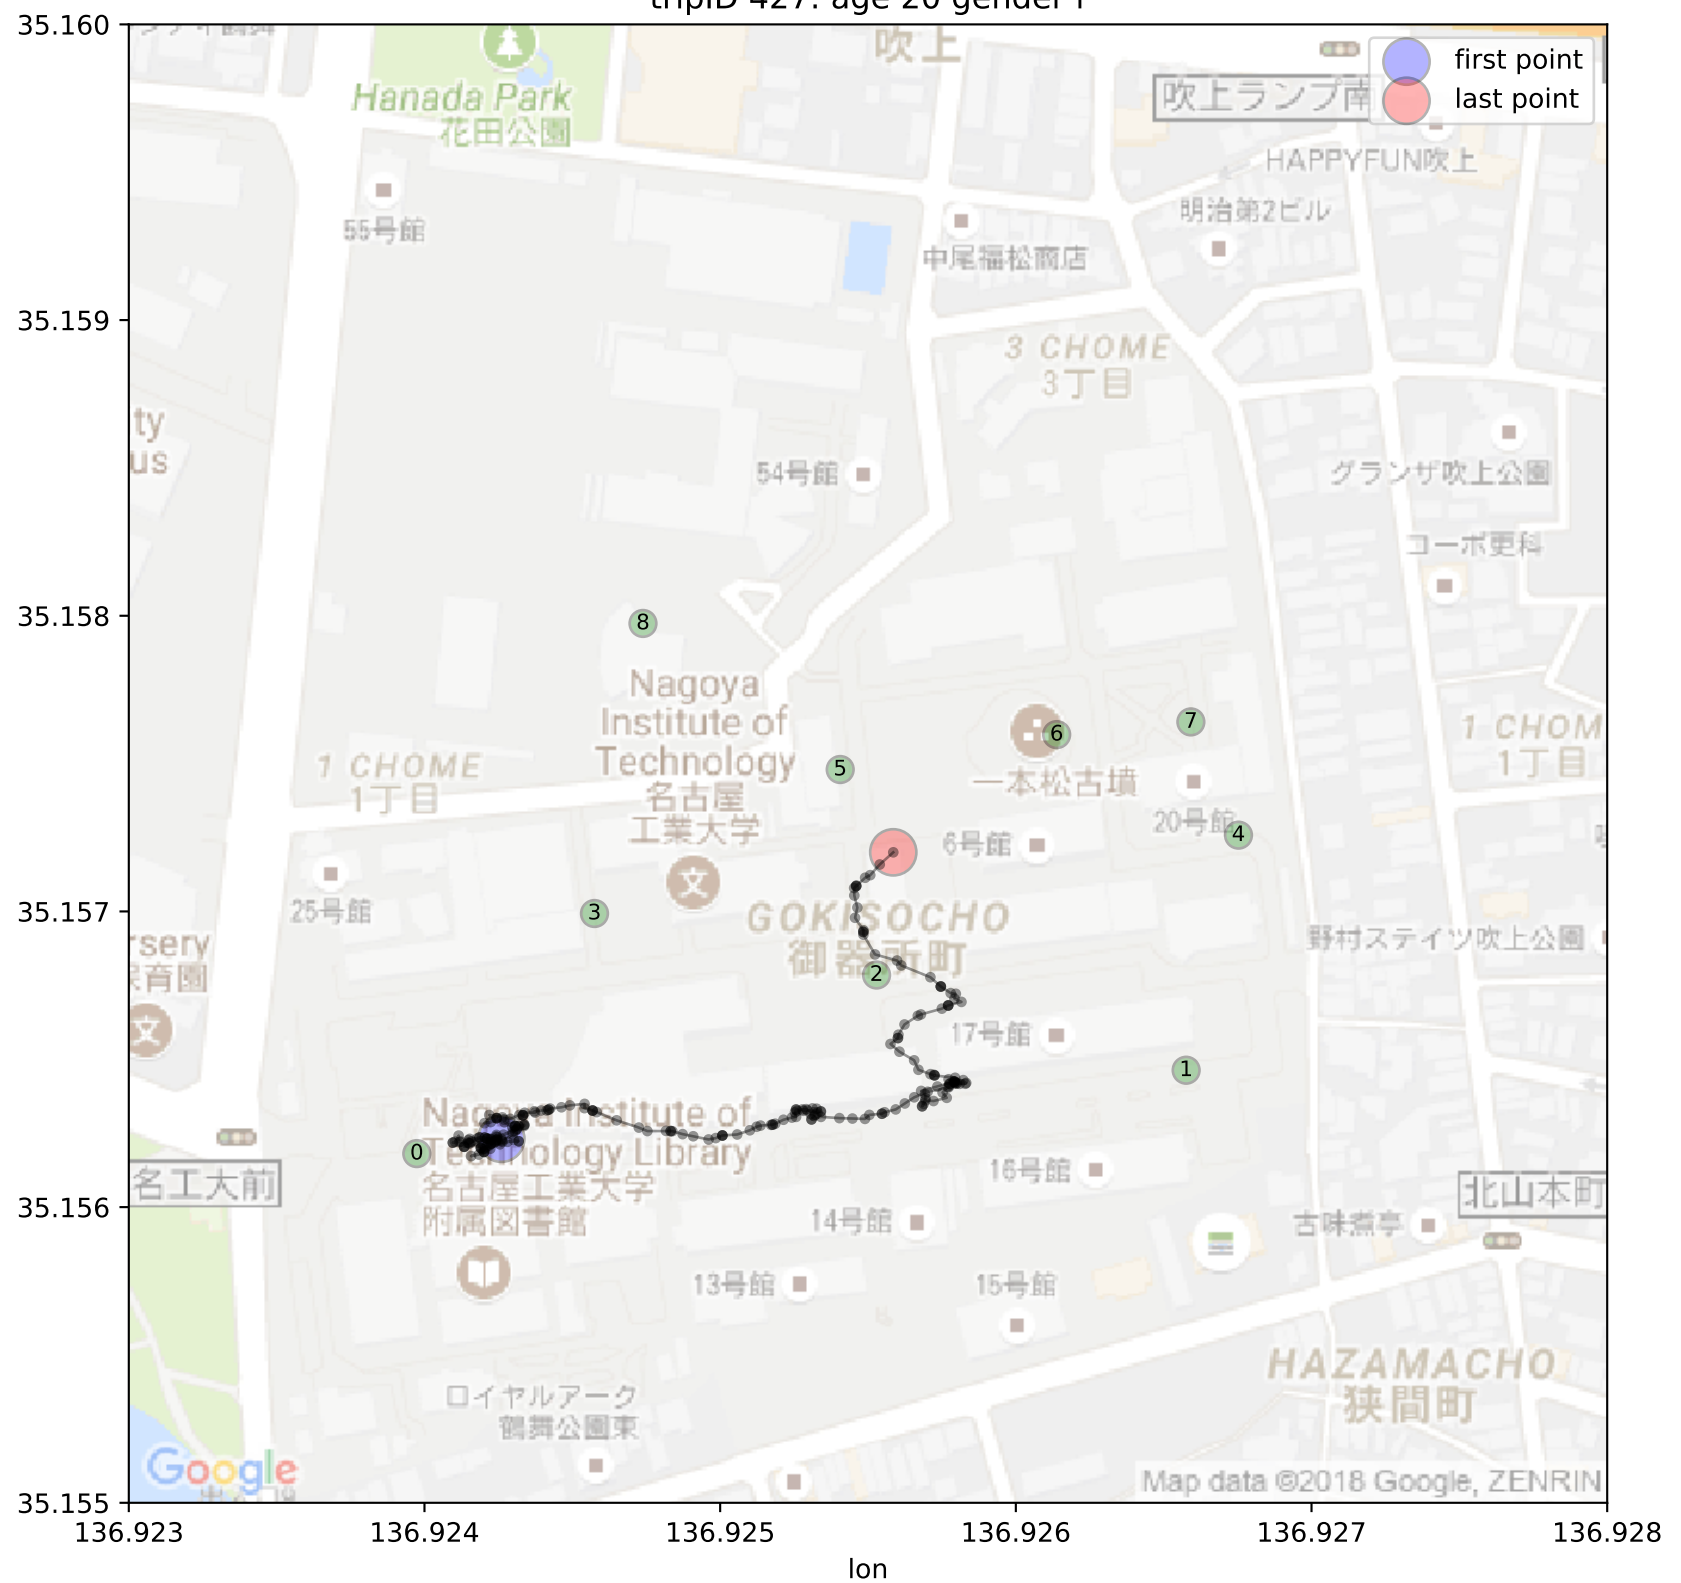 35.160
吹上
first point
last point
吹上ランプ南
Hanada Park
花田公園
HAPPYFUN吹上
明治第2ビル
55号館
中尾福松商店
35.159
3 CHOME
3丁目
ty
us
54号館
グランザ吹上公園
コーポ更科
35.158
8
Nagoya
Institute of
Technology
名古屋
工業大学
7
6
1 CHOM
1丁目
1 CHOME
1丁目
5
一本松古墳
20号館
4
6号館
25号館
3
35.157
GOKISOCHO
御器所町
野村ステイツ吹上公園
rsery
保育園
2
17号館
1
Nagoya Institute of
Technology Library
名古屋工業大学
附属図書館
0
名工大前
16号館
北山本町
35.156
14号館
古味煮亭
13号館
15号館
HAZAMACHO
狭間町
ロイヤルアーク
鶴舞公園東
Google
Map data ©2018 Google, ZENRIN
35.155
136.923
136.924
136.925
136.926
136.927
136.928
lon